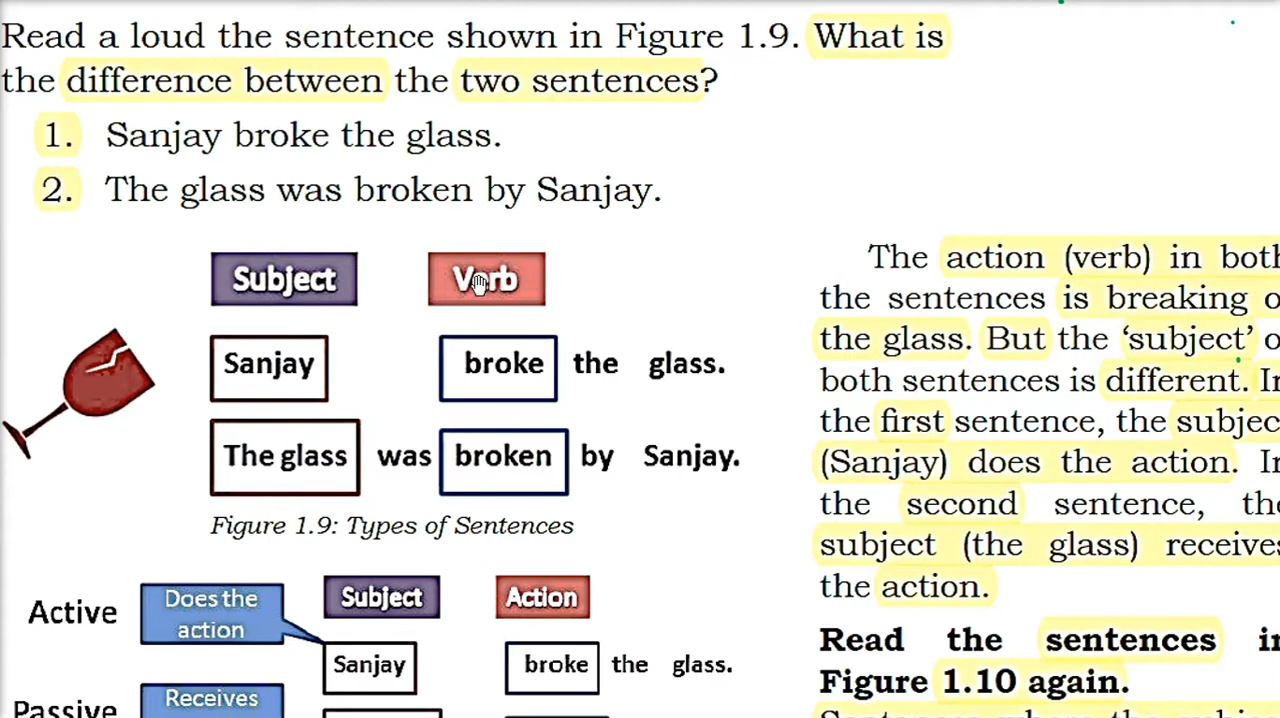 Read a loud the sentence shown in Figure 1.9. What is
the difference between the two sentences?
1. Sanjay broke the glass.
2. The glass was broken by Sanjay.
Subject Verb
Sanjay broke the glass.
The glass was broken by Sanjay.
Figure 1.9: Types of Sentences
Active Does the
action
Subject Action
Sanjay broke the glass.
Passive Receives
The action (verb) in both
the sentences is breaking o
the glass. But the ‘subject’ o
both sentences is different. In
the first sentence, the subjec
(Sanjay) does the action. In
the second sentence, the
subject (the glass) receives
the action.
Read the sentences in
Figure 1.10 again.